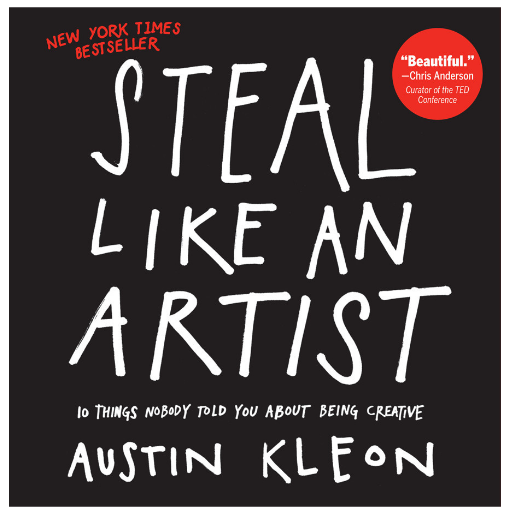 NEW YORK TIMES
BESTSELLER
“Beautiful.”
—Chris Anderson
Curator of the TED
Conference
STEAL
LIKE AN
ARTIST
10 THINGS NOBODY TOLD YOU ABOUT BEING CREATIVE
AUSTIN KLEON